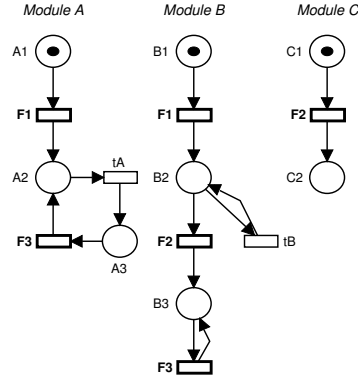 Module A Module B Module C
A1 B1 C1
F1 F1 F2
A2 tA B2 C2
F3 A3 F2 tB
B3
F3